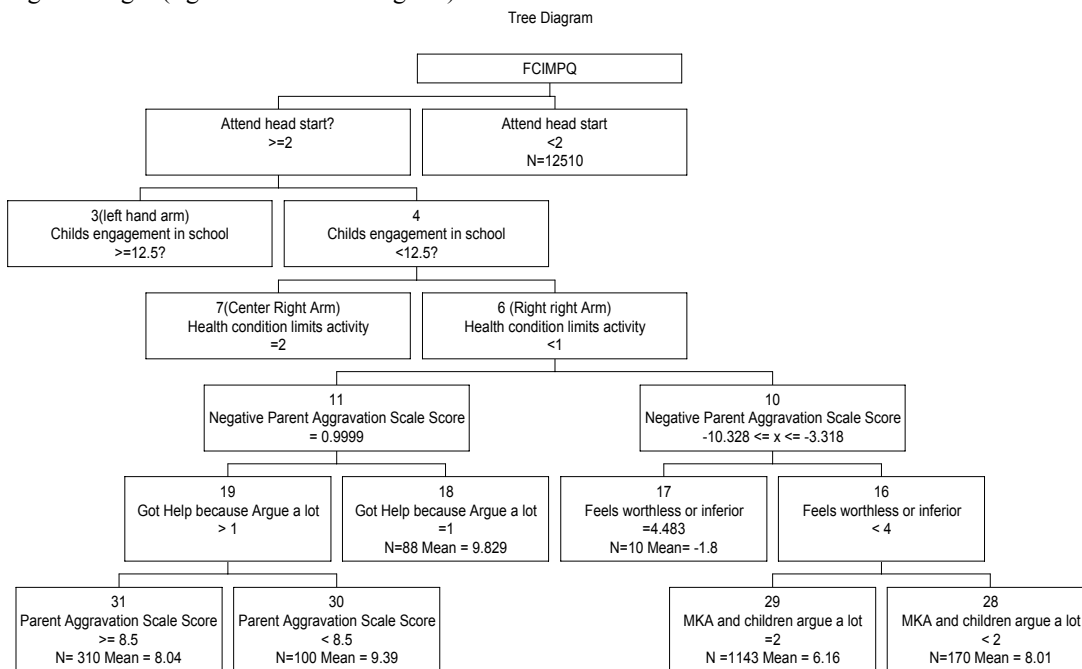 Tree Diagram
FCIMPQ
Attend head start?
>=2
Attend head start
<2
N=12510
3(left hand arm)
Childs engagement in school
>=12.5?
4
Childs engagement in school
<12.5?
7(Center Right Arm)
Health condition limits activity
=2
6 (Right right Arm)
Health condition limits activity
<1
11
Negative Parent Aggravation Scale Score
= 0.9999
10
Negative Parent Aggravation Scale Score
-10.328 <= x <= -3.318
19
Got Help because Argue a lot
> 1
18
Got Help because Argue a lot
=1
N=88 Mean = 9.829
17
Feels worthless or inferior
=4.483
N=10 Mean= -1.8
16
Feels worthless or inferior
< 4
31
Parent Aggravation Scale Score
>= 8.5
N= 310 Mean = 8.04
30
Parent Aggravation Scale Score
< 8.5
N=100 Mean = 9.39
29
MKA and children argue a lot
=2
N =1143 Mean = 6.16
28
MKA and children argue a lot
< 2
N=170 Mean = 8.01